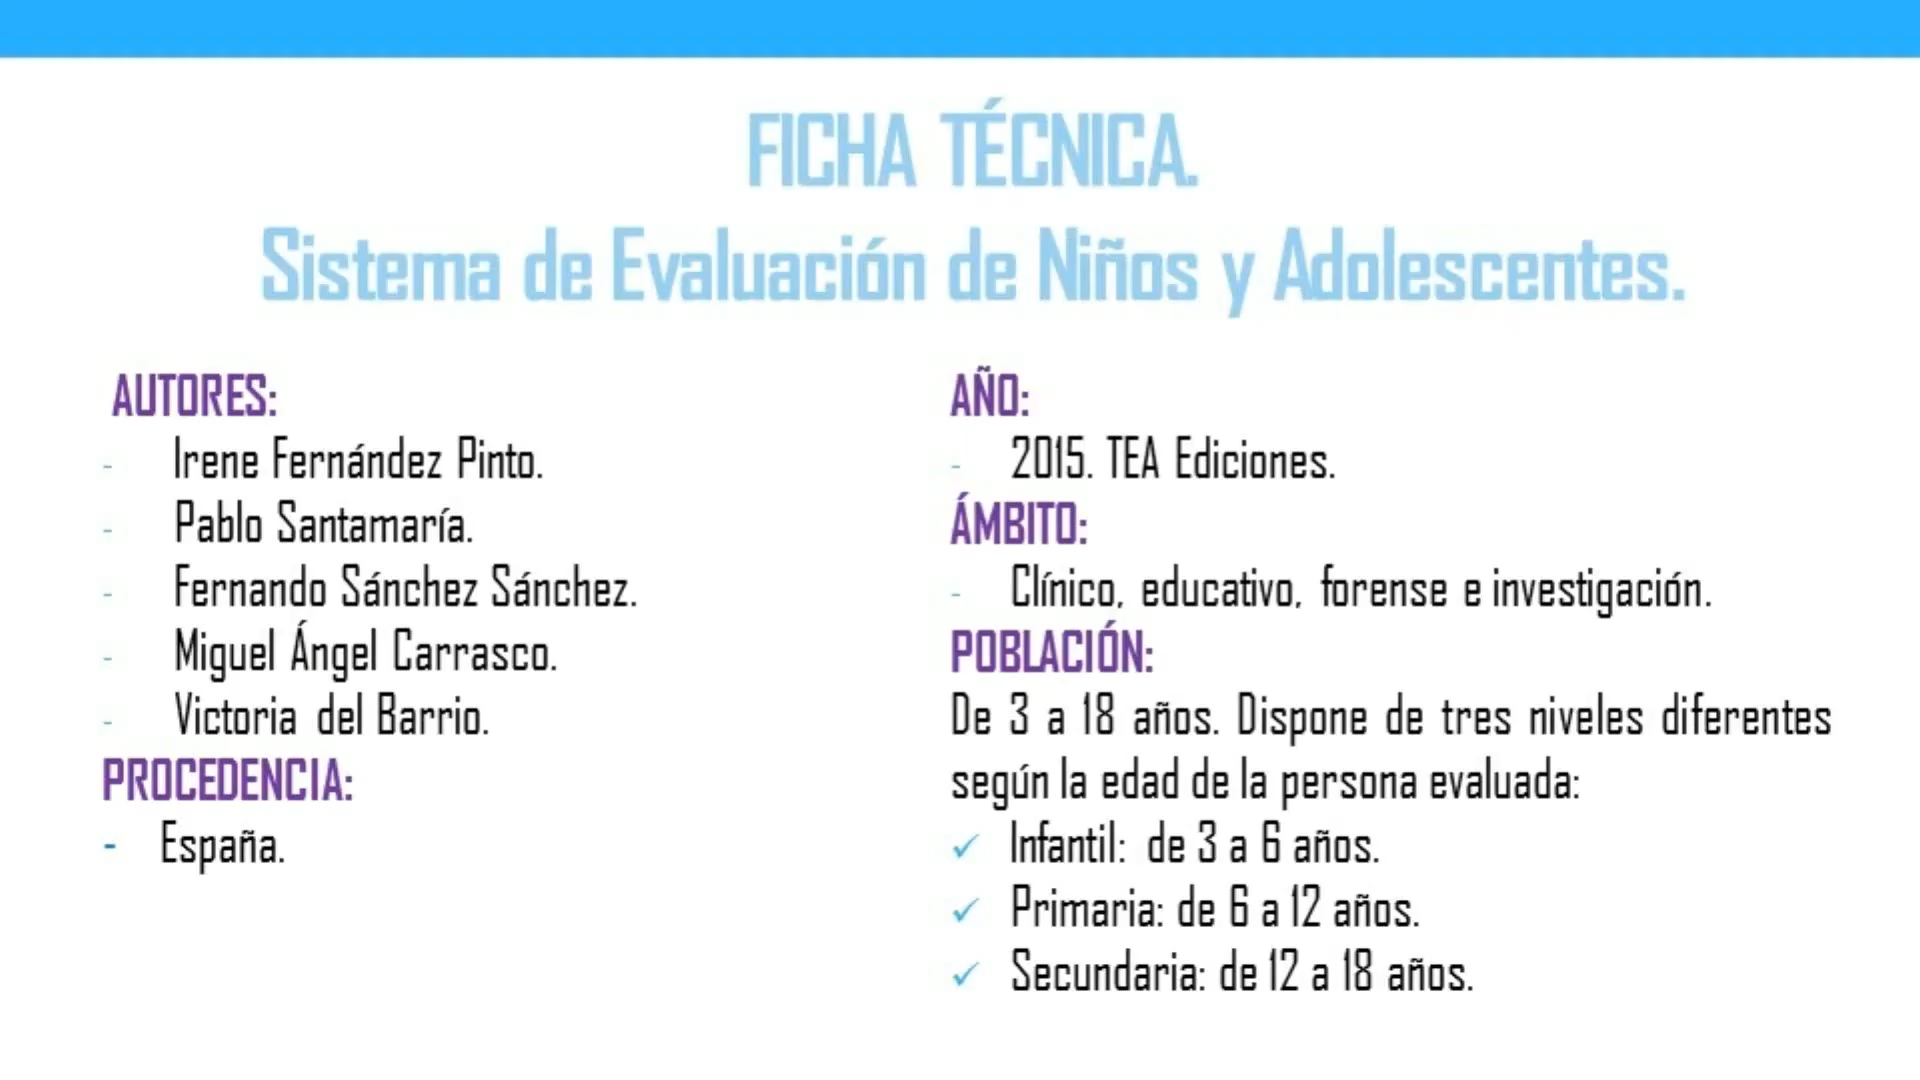 FICHA TÉCNICA.
Sistema de Evaluación de Niños y Adolescentes.
AUTORES:
- Irene Fernández Pinto.
- Pablo Santamaría.
- Fernando Sánchez Sánchez.
- Miguel Ángel Carrasco.
- Victoria del Barrio.
PROCEDENCIA:
- España.
AÑO:
- 2015. TEA Ediciones.
ÁMBITO:
- Clínico, educativo, forense e investigación.
POBLACIÓN:
De 3 a 18 años. Dispone de tres niveles diferentes
según la edad de la persona evaluada:
✓ Infantil: de 3 a 6 años.
✓ Primaria: de 6 a 12 años.
✓ Secundaria: de 12 a 18 años.